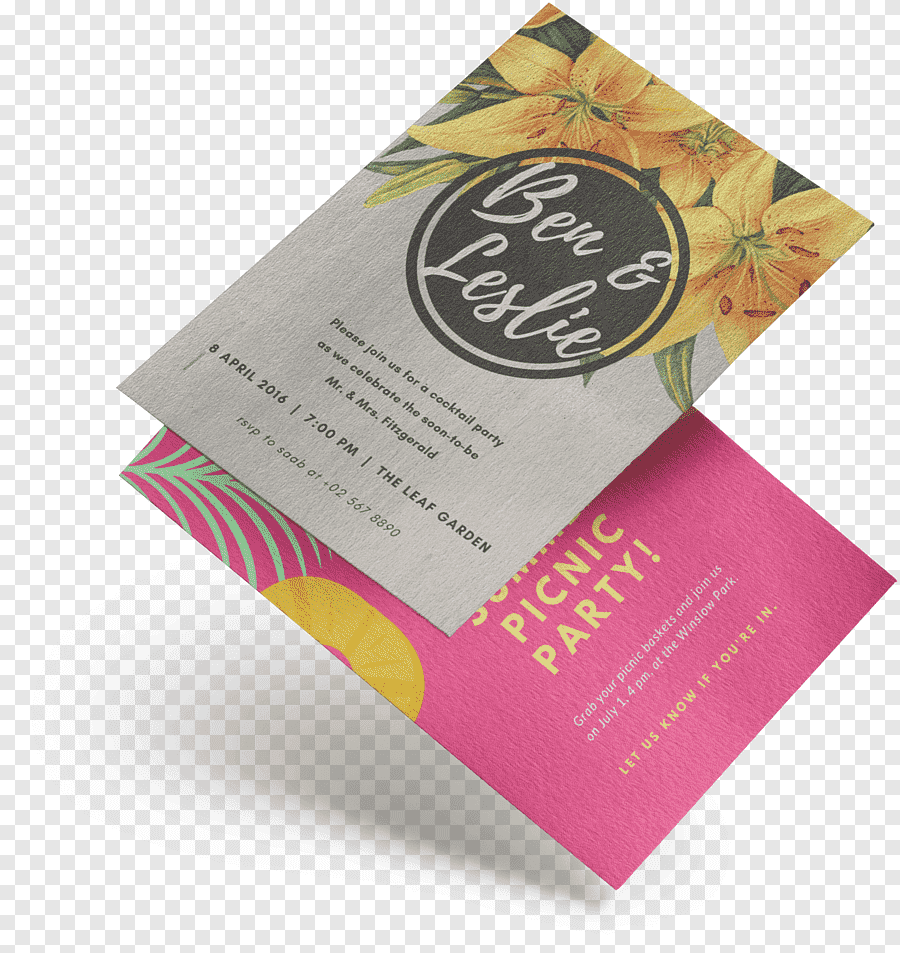 Ben &
Leslie
Please join us for a cocktail party
as we celebrate the soon-to-be
Mr. & Mrs. Fitzgerald
8 APRIL 2016 | 7:00 PM | THE LEAF GARDEN
rsvp to saab at +02 567 8890
PICNIC
PARTY!
Grab your picnic baskets and join us
on July 1, 4 pm, at the Winslow Park.
LET US KNOW IF YOU'RE IN.